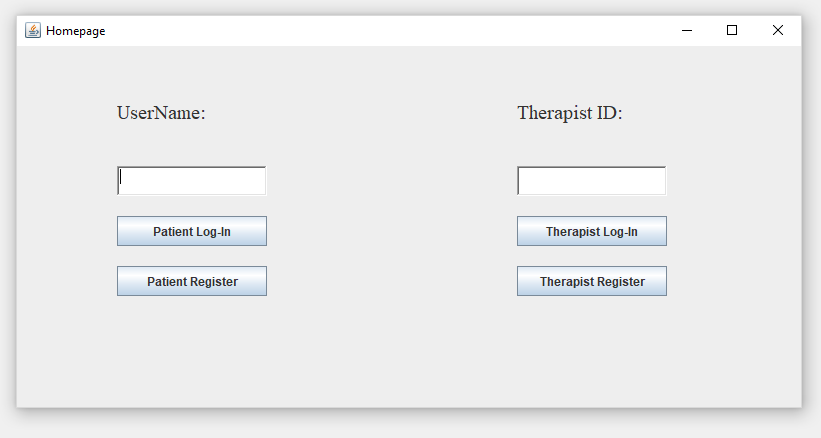 Homepage
UserName:
Therapist ID:
Patient Log-In
Therapist Log-In
Patient Register
Therapist Register